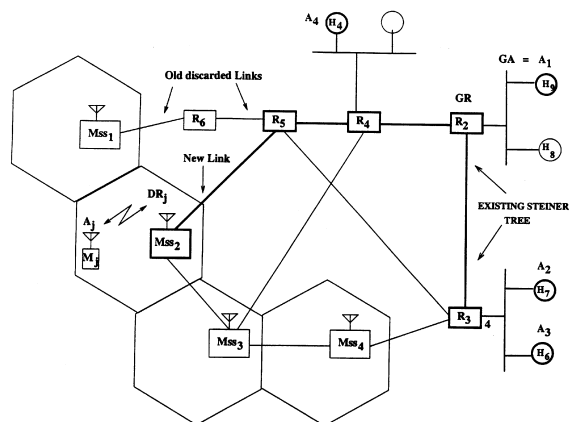 A4 H4
GA = A1
H9
Old discarded Links
GR
Mss1
R6
R5
R4
R2
H8
New Link
DRj
Aj
Mj
Mss2
EXISTING STEINER
TREE
A2
H7
R3 4
A3
H6
Mss3
Mss4